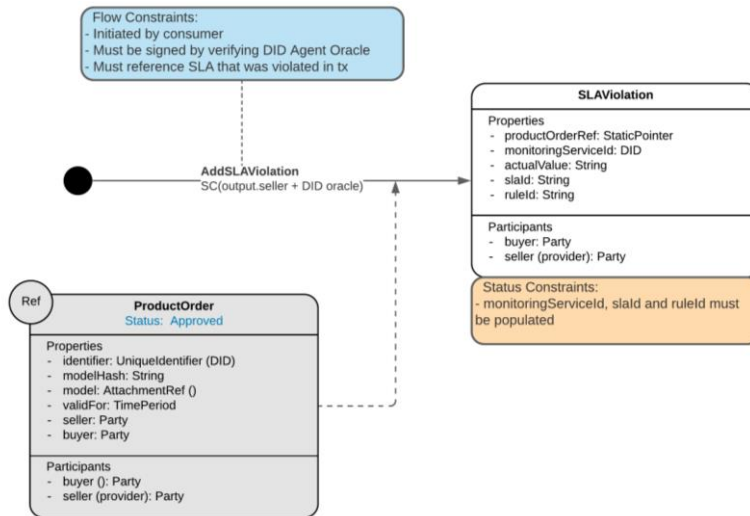 Flow Constraints:
- Initiated by consumer
- Must be signed by verifying DID Agent Oracle
- Must reference SLA that was violated in tx
AddSLAViolation
SC(output.seller + DID oracle)
SLAViolation
Properties
- productOrderRef: StaticPointer
- monitoringServiceId: DID
- actualValue: String
- slaId: String
- ruleId: String
Participants
- buyer: Party
- seller (provider): Party
Status Constraints:
- monitoringServiceId, slaId and ruleId must
be populated
Ref
ProductOrder
Status: Approved
Properties
- identifier: UniqueIdentifier (DID)
- modelHash: String
- model: AttachmentRef ()
- validFor: TimePeriod
- seller: Party
- buyer: Party
Participants
- buyer (): Party
- seller (provider): Party